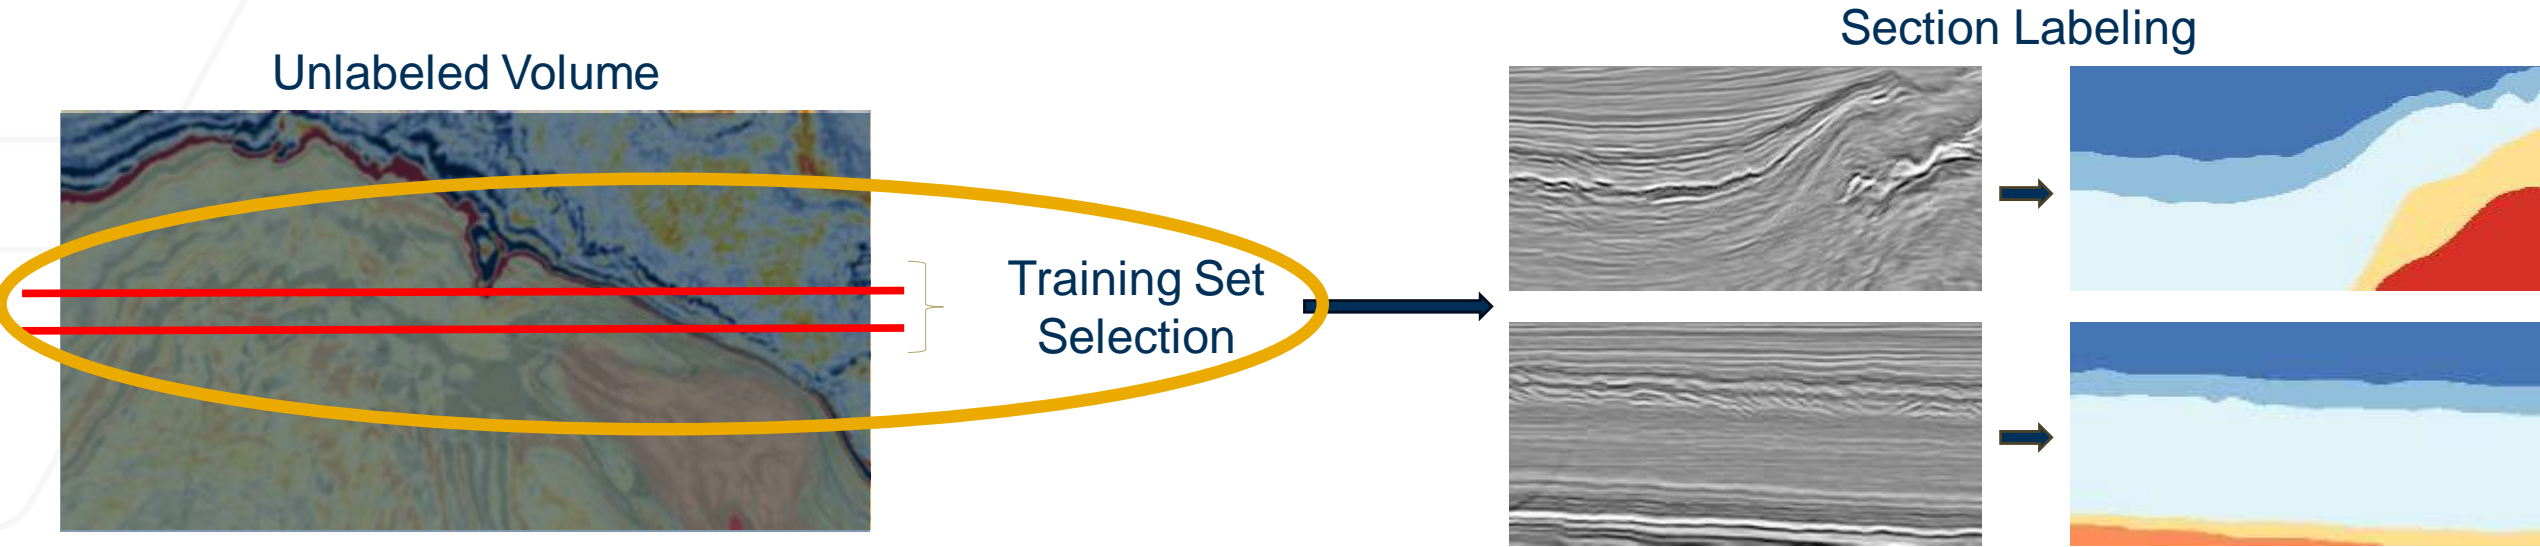 Unlabeled Volume
Training Set
Selection
Section Labeling